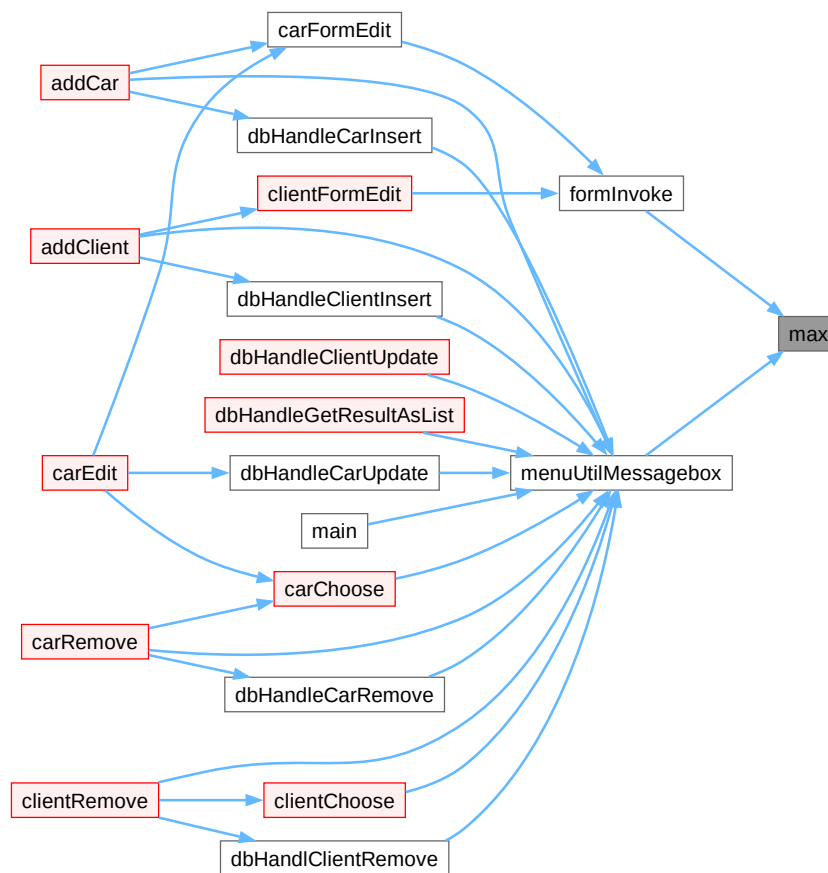 carFormEdit
addCar
dbHandleCarInsert
clientFormEdit
formInvoke
addClient
dbHandleClientInsert
max
dbHandleClientUpdate
dbHandleGetResultAsList
carEdit
dbHandleCarUpdate
menuUtilMessagebox
main
carChoose
carRemove
dbHandleCarRemove
clientRemove
clientChoose
dbHandlClientRemove